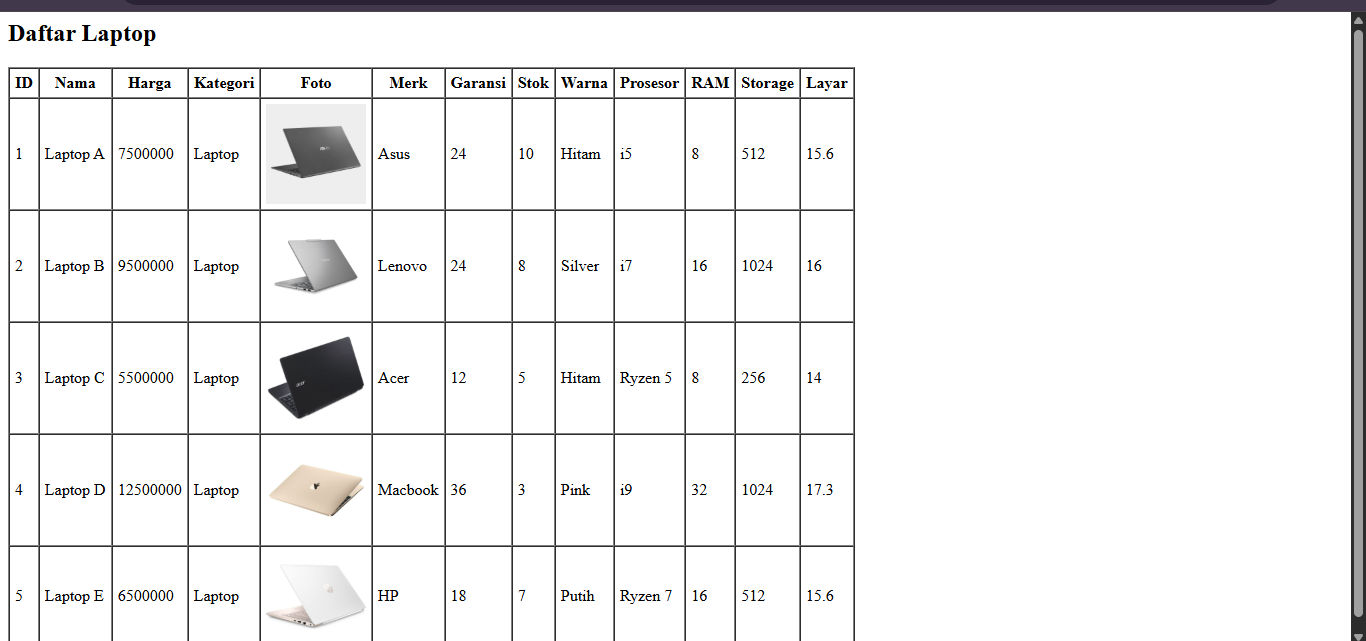 Daftar Laptop
ID Nama Harga Kategori Foto Merk Garansi Stok Warna Prosesor RAM Storage Layar
1 Laptop A 7500000 Laptop Asus 24 10 Hitam i5 8 512 15.6
2 Laptop B 9500000 Laptop Lenovo 24 8 Silver i7 16 1024 16
3 Laptop C 5500000 Laptop Acer 12 5 Hitam Ryzen 5 8 256 14
4 Laptop D 12500000 Laptop Macbook 36 3 Pink i9 32 1024 17.3
5 Laptop E 6500000 Laptop HP 18 7 Putih Ryzen 7 16 512 15.6